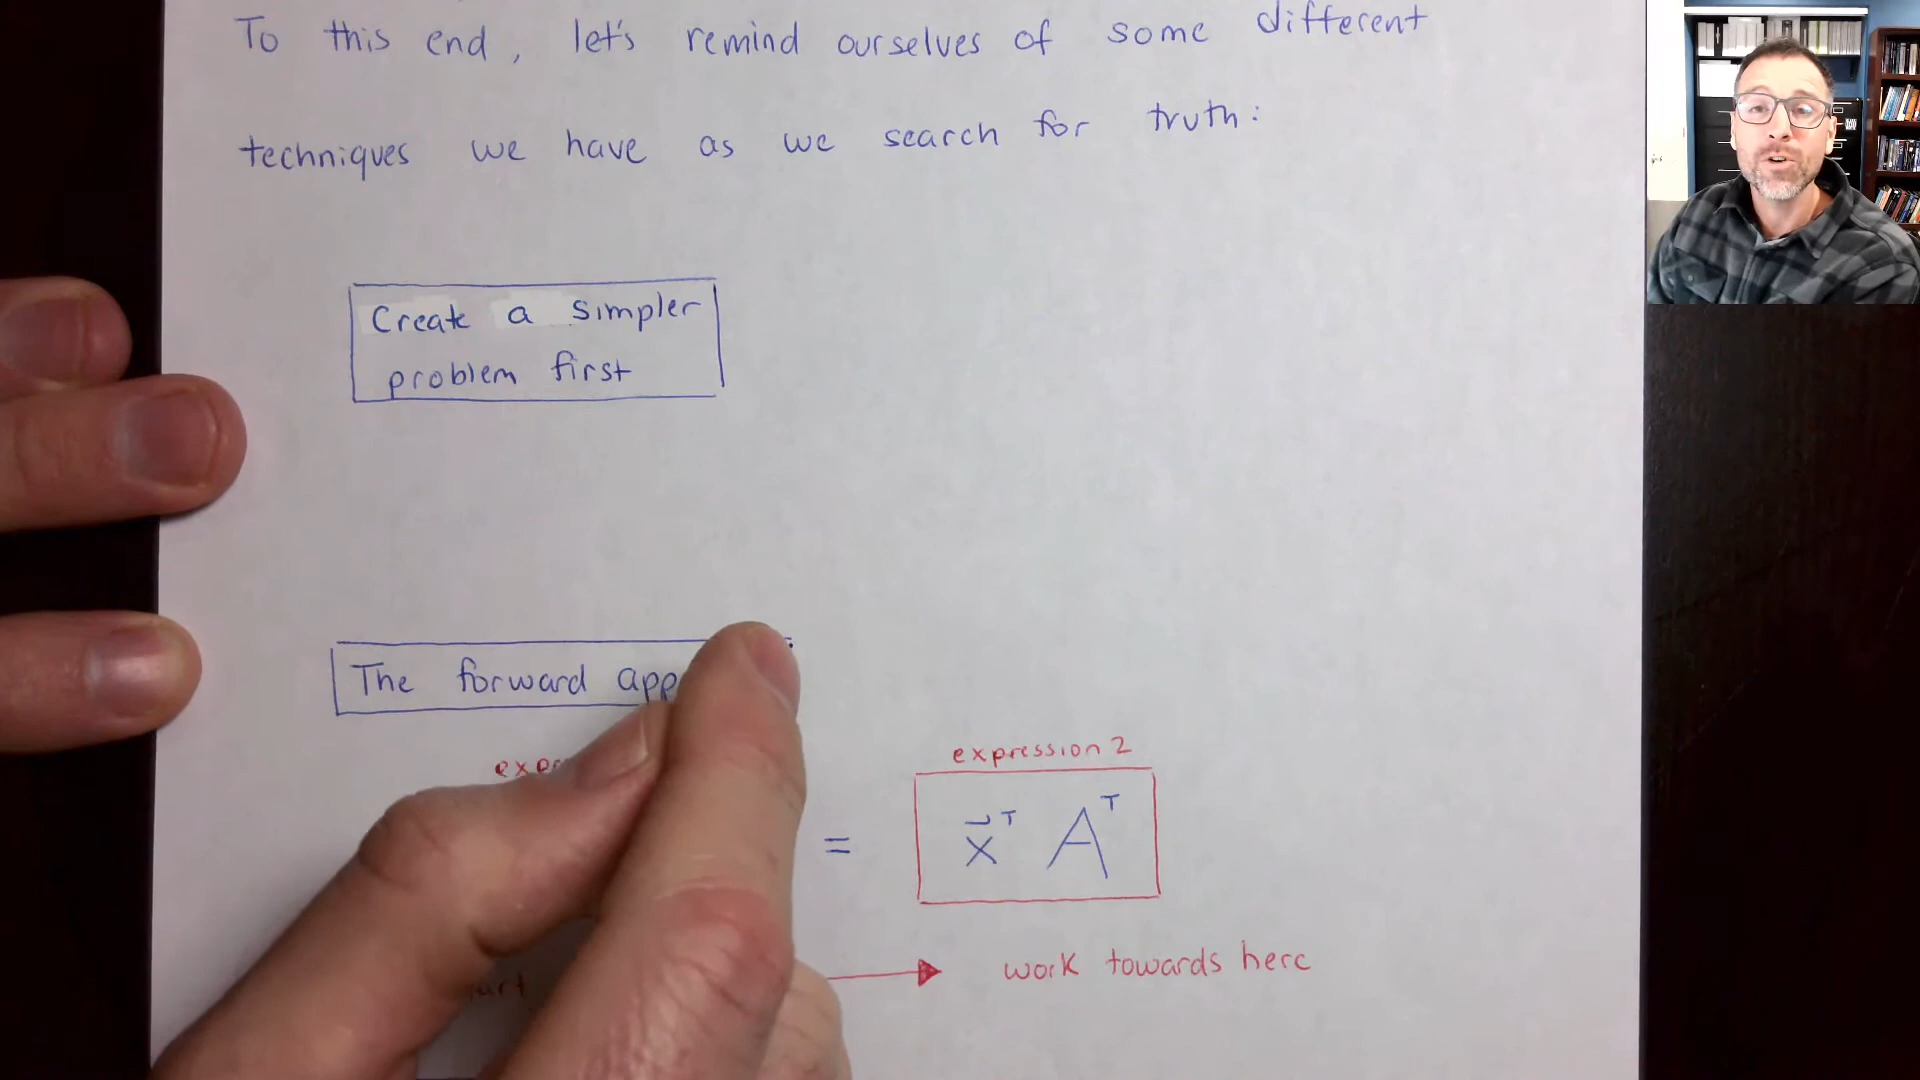 To this end, let's remind ourselves of some different
techniques we have as we search for truth:
Create a simpler
problem first
The forward
expression 2
= x⃗ᵀ Aᵀ
work towards here